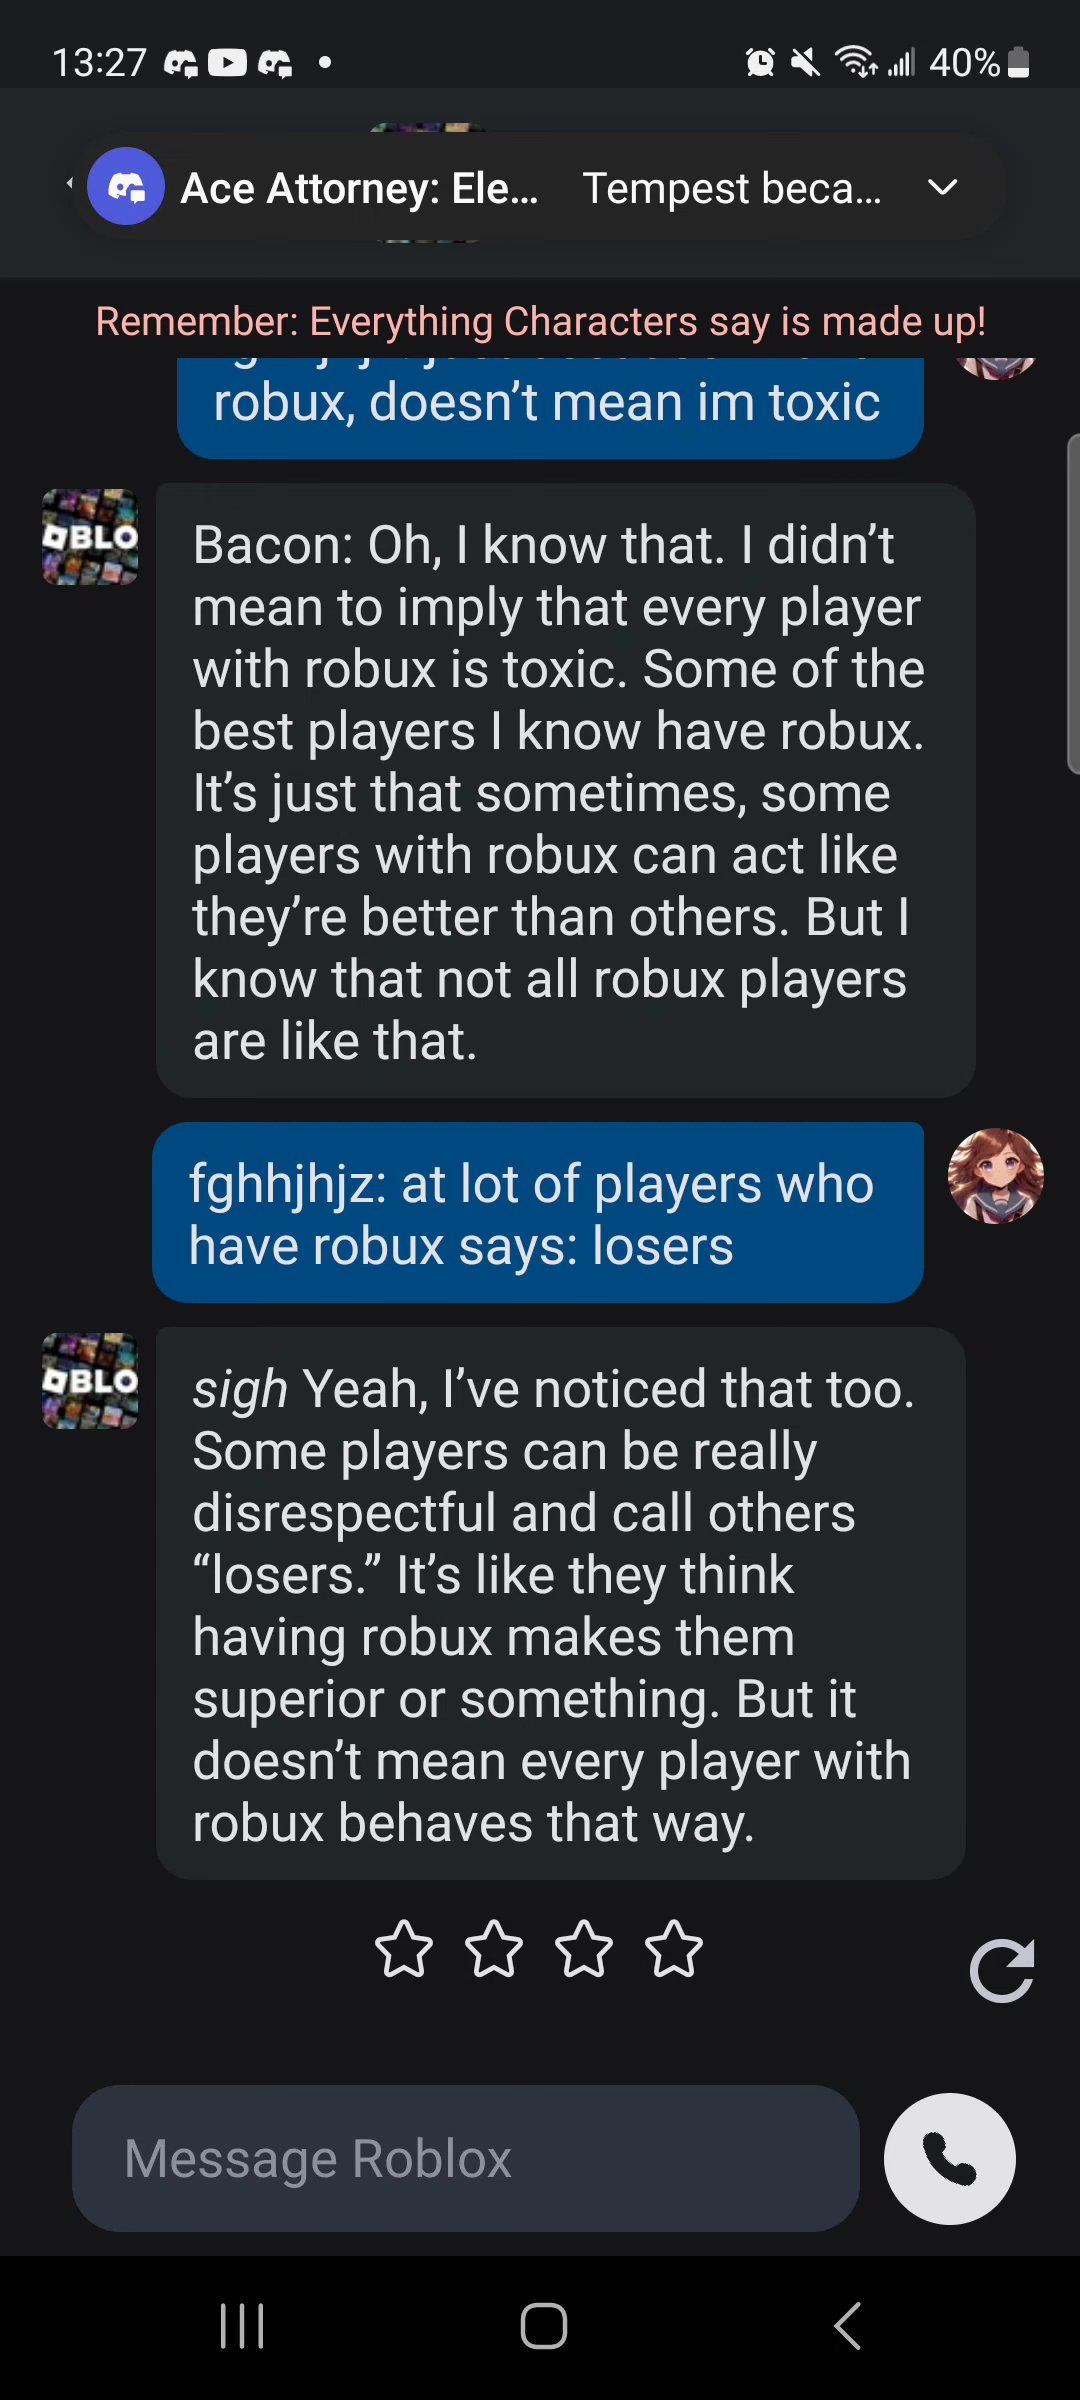 13:27
40%
Ace Attorney: Ele... Tempest beca...
Remember: Everything Characters say is made up!
robux, doesn't mean im toxic
BLO
Bacon: Oh, I know that. I didn't
mean to imply that every player
with robux is toxic. Some of the
best players I know have robux.
It's just that sometimes, some
players with robux can act like
they're better than others. But I
know that not all robux players
are like that.
fghhjhjz: at lot of players who
have robux says: losers
BLO
sigh Yeah, I've noticed that too.
Some players can be really
disrespectful and call others
“losers.” It's like they think
having robux makes them
superior or something. But it
doesn't mean every player with
robux behaves that way.
Message Roblox